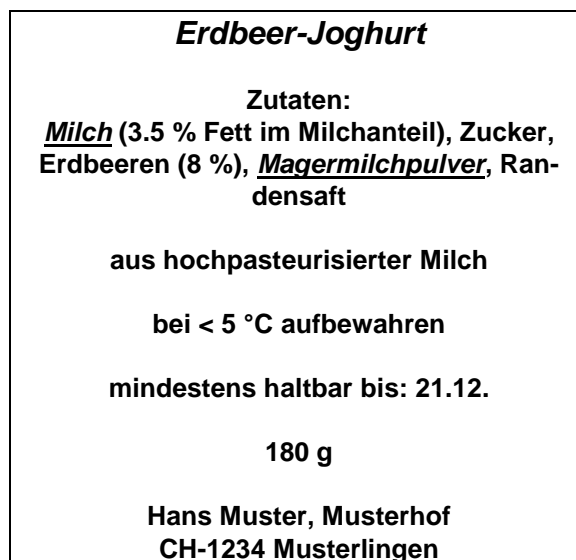 Erdbeer-Joghurt
Zutaten:
Milch (3.5 % Fett im Milchanteil), Zucker,
Erdbeeren (8 %), Magermilchpulver, Ran-
densaft
aus hochpasteurisierter Milch
bei < 5 °C aufbewahren
mindestens haltbar bis: 21.12.
180 g
Hans Muster, Musterhof
CH-1234 Musterlingen